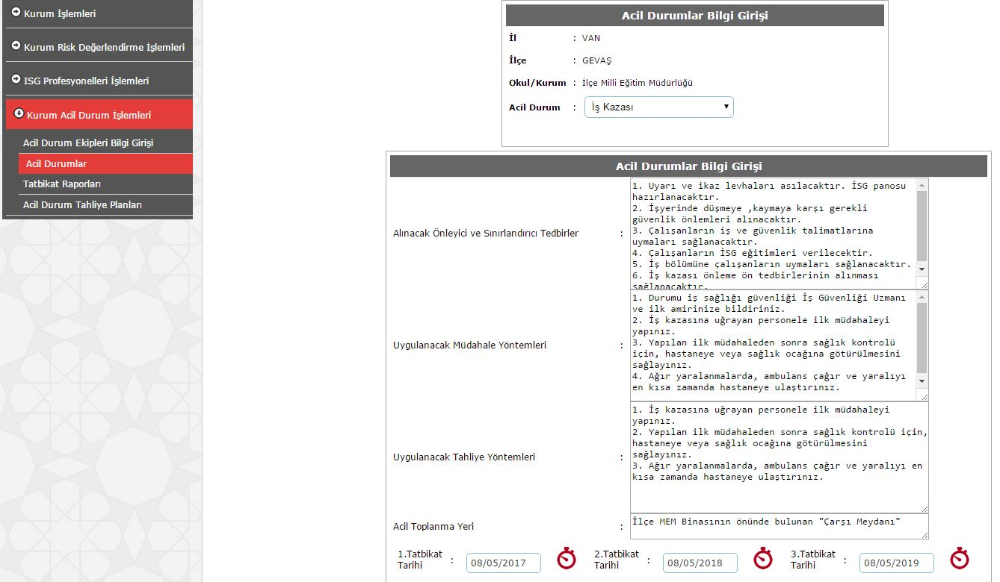 Kurum İşlemleri
Kurum Risk Değerlendirme İşlemleri
ISG Profesyonelleri İşlemleri
Kurum Acil Durum İşlemleri
Acil Durum Ekipleri Bilgi Girişi
Acil Durumlar
Tatbikat Raporları
Acil Durum Tahliye Planları
Acil Durumlar Bilgi Girişi
İl : VAN
İlçe : GEVAŞ
Okul/Kurum : İlçe Milli Eğitim Müdürlüğü
Acil Durum : İş Kazası
Acil Durumlar Bilgi Girişi
Alınacak Önleyici ve Sınırlandırıcı Tedbirler :
1. Uyarı ve ikaz levhaları asılacaktır. İSG panosu
hazırlanacaktır.
2. İşyerinde düşmeye ,kaymaya karşı gerekli
güvenlik önlemleri alınacaktır.
3. Çalışanların iş ve güvenlik talimatlarına
uymaları sağlanacaktır.
4. Çalışanların İSG eğitimleri verilecektir.
5. İş bölümüne çalışanların uymaları sağlanacaktır.
6. İş kazası önleme ön tedbirlerinin alınması
sağlanacaktır.
Uygulanacak Müdahale Yöntemleri :
1. Durumu iş sağlığı güvenliği İş Güvenliği Uzmanı
ve ilk amirinize bildiriniz.
2. İş kazasına uğrayan personele ilk müdahaleyi
yapınız.
3. Yapılan ilk müdahaleden sonra sağlık kontrolü
için, hastaneye veya sağlık ocağına götürülmesini
sağlayınız.
4. Ağır yaralanmalarda, ambulans çağır ve yaralıyı
en kısa zamanda hastaneye ulaştırınız.
Uygulanacak Tahliye Yöntemleri :
1. İş kazasına uğrayan personele ilk müdahaleyi
yapınız.
2. Yapılan ilk müdahaleden sonra sağlık kontrolü için,
hastaneye veya sağlık ocağına götürülmesini
sağlayınız.
3. Ağır yaralanmalarda, ambulans çağır ve yaralıyı en
kısa zamanda hastaneye ulaştırınız.
Acil Toplanma Yeri :
İlçe MEM Binasının önünde bulunan "Çarşı Meydanı"
1.Tatbikat
Tarihi : 08/05/2017
2.Tatbikat
Tarihi : 08/05/2018
3.Tatbikat
Tarihi : 08/05/2019